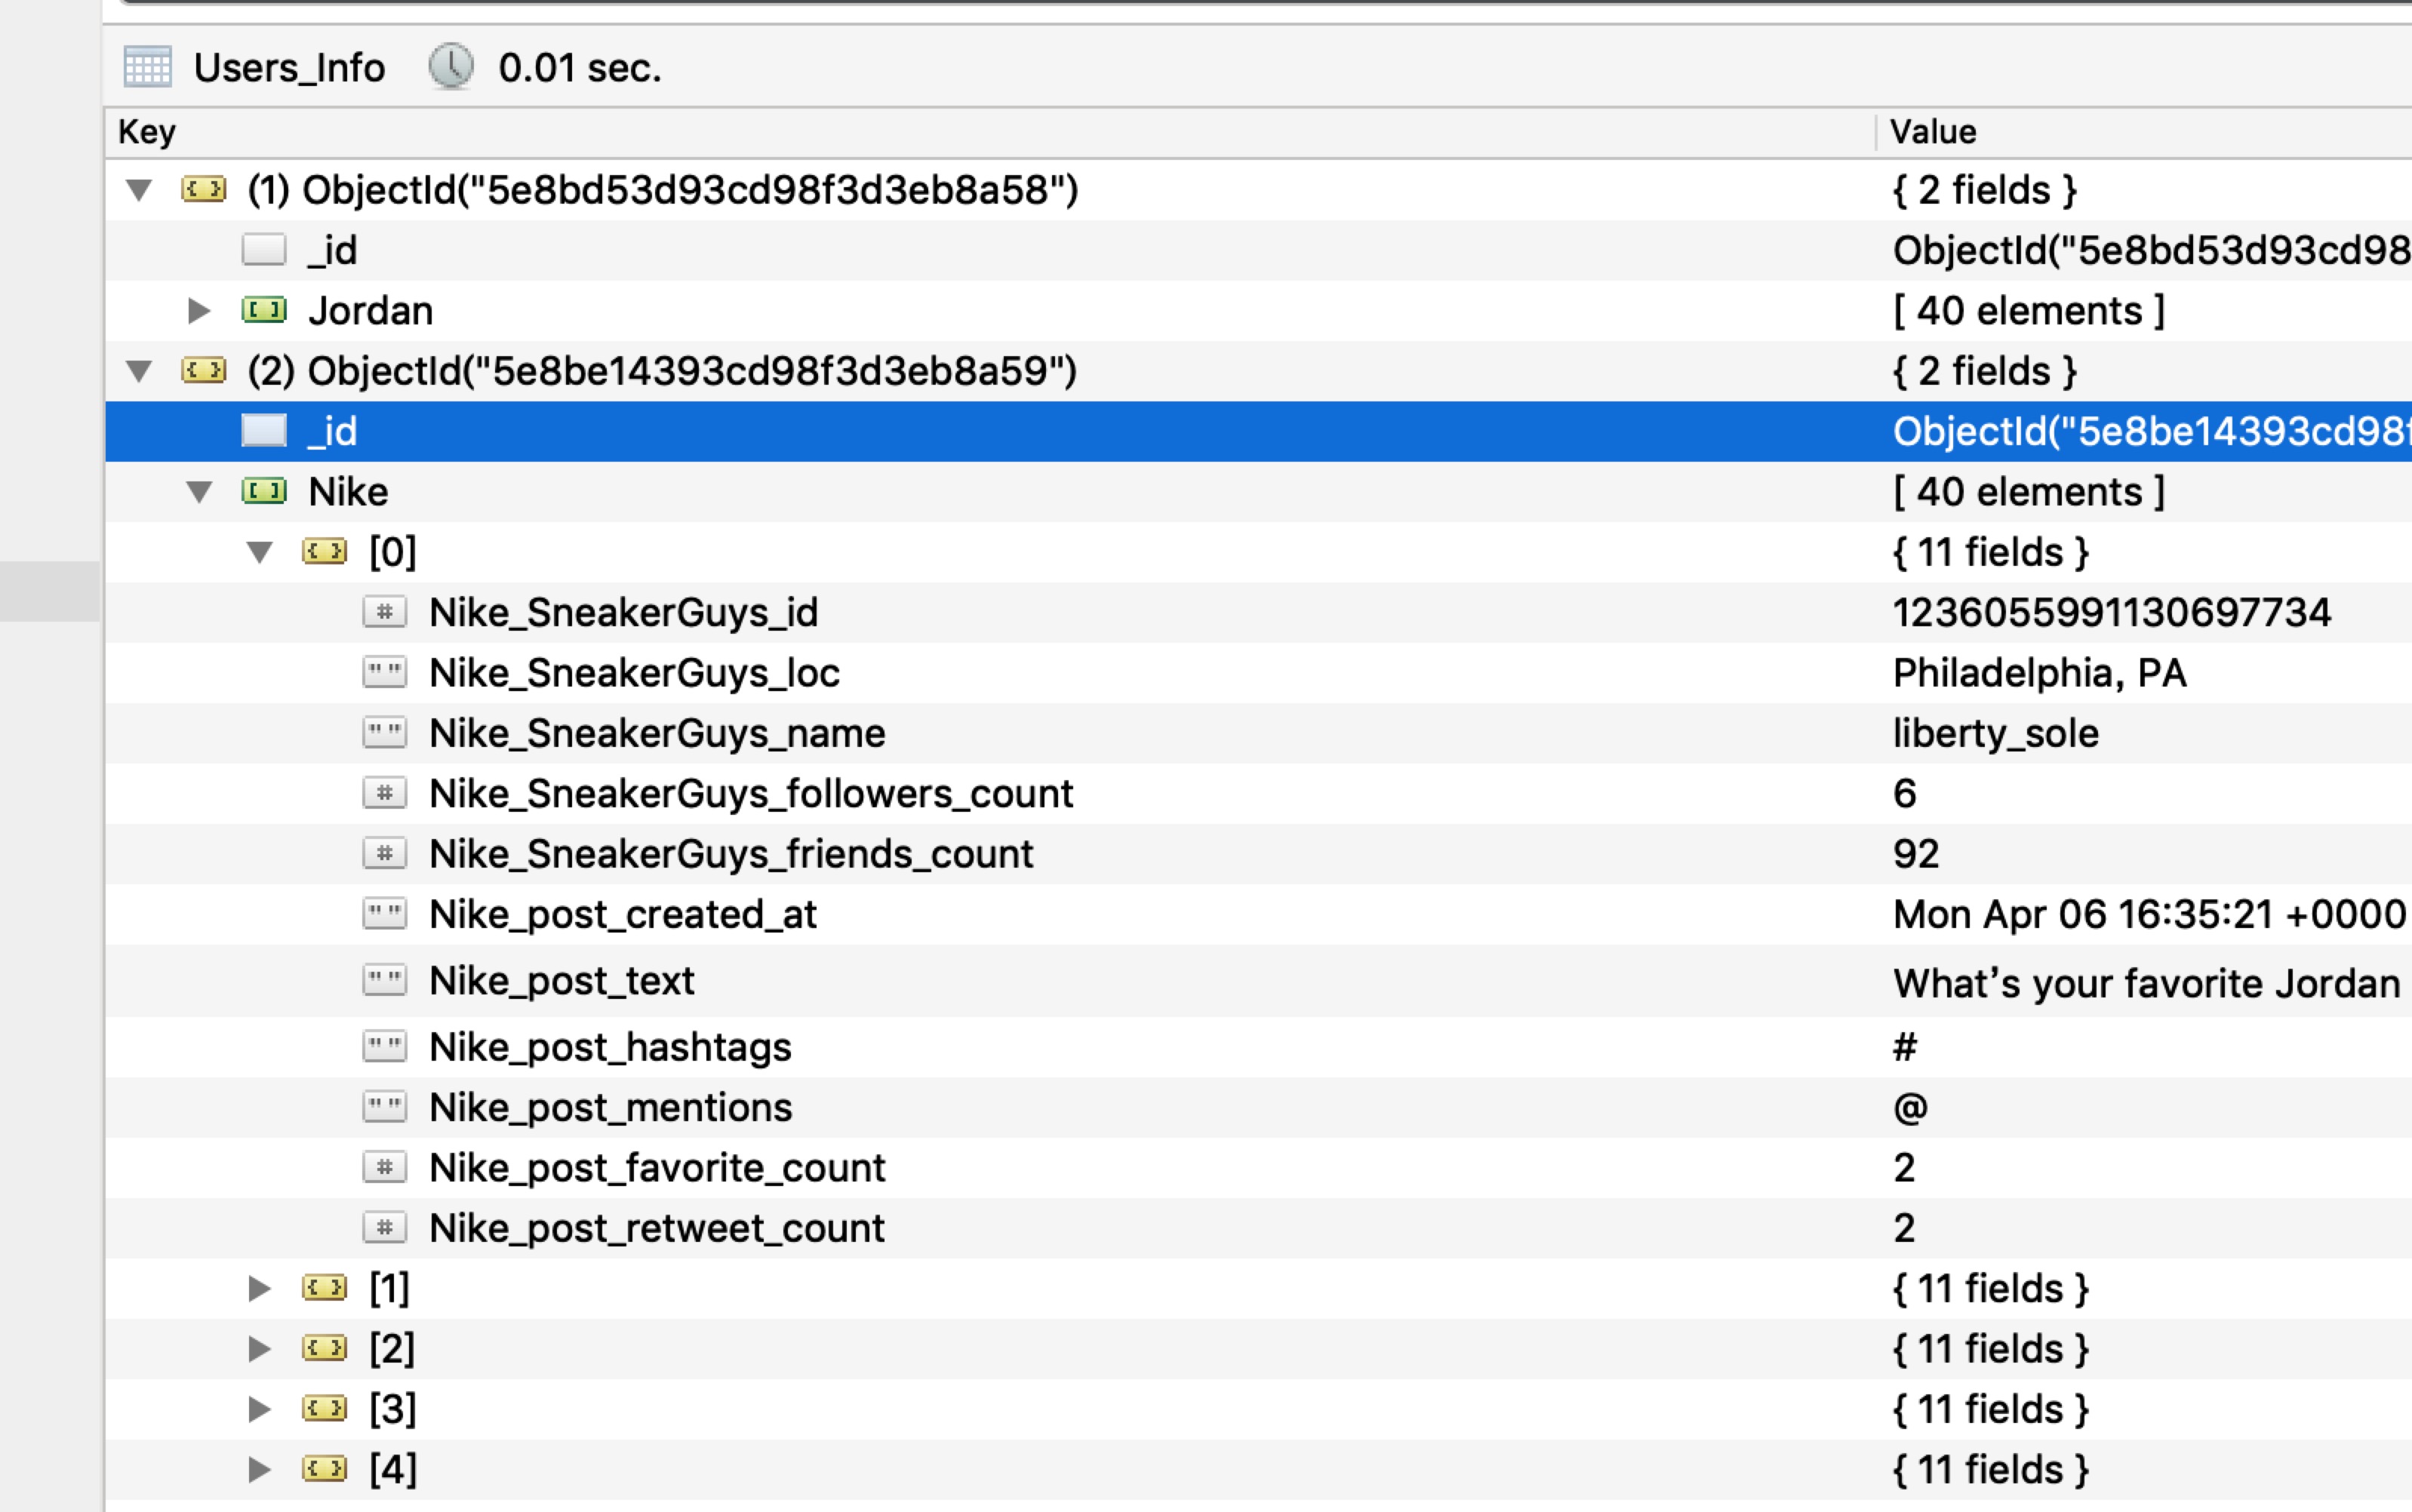 Users_Info 0.01 sec.
Key Value
(1) ObjectId("5e8bd53d93cd98f3d3eb8a58") { 2 fields }
_id ObjectId("5e8bd53d93cd98
Jordan [ 40 elements ]
(2) ObjectId("5e8be14393cd98f3d3eb8a59") { 2 fields }
_id ObjectId("5e8be14393cd98f
Nike [ 40 elements ]
[0] { 11 fields }
Nike_SneakerGuys_id 1236055991130697734
Nike_SneakerGuys_loc Philadelphia, PA
Nike_SneakerGuys_name liberty_sole
Nike_SneakerGuys_followers_count 6
Nike_SneakerGuys_friends_count 92
Nike_post_created_at Mon Apr 06 16:35:21 +0000
Nike_post_text What’s your favorite Jordan
Nike_post_hashtags #
Nike_post_mentions @
Nike_post_favorite_count 2
Nike_post_retweet_count 2
[1] { 11 fields }
[2] { 11 fields }
[3] { 11 fields }
[4] { 11 fields }